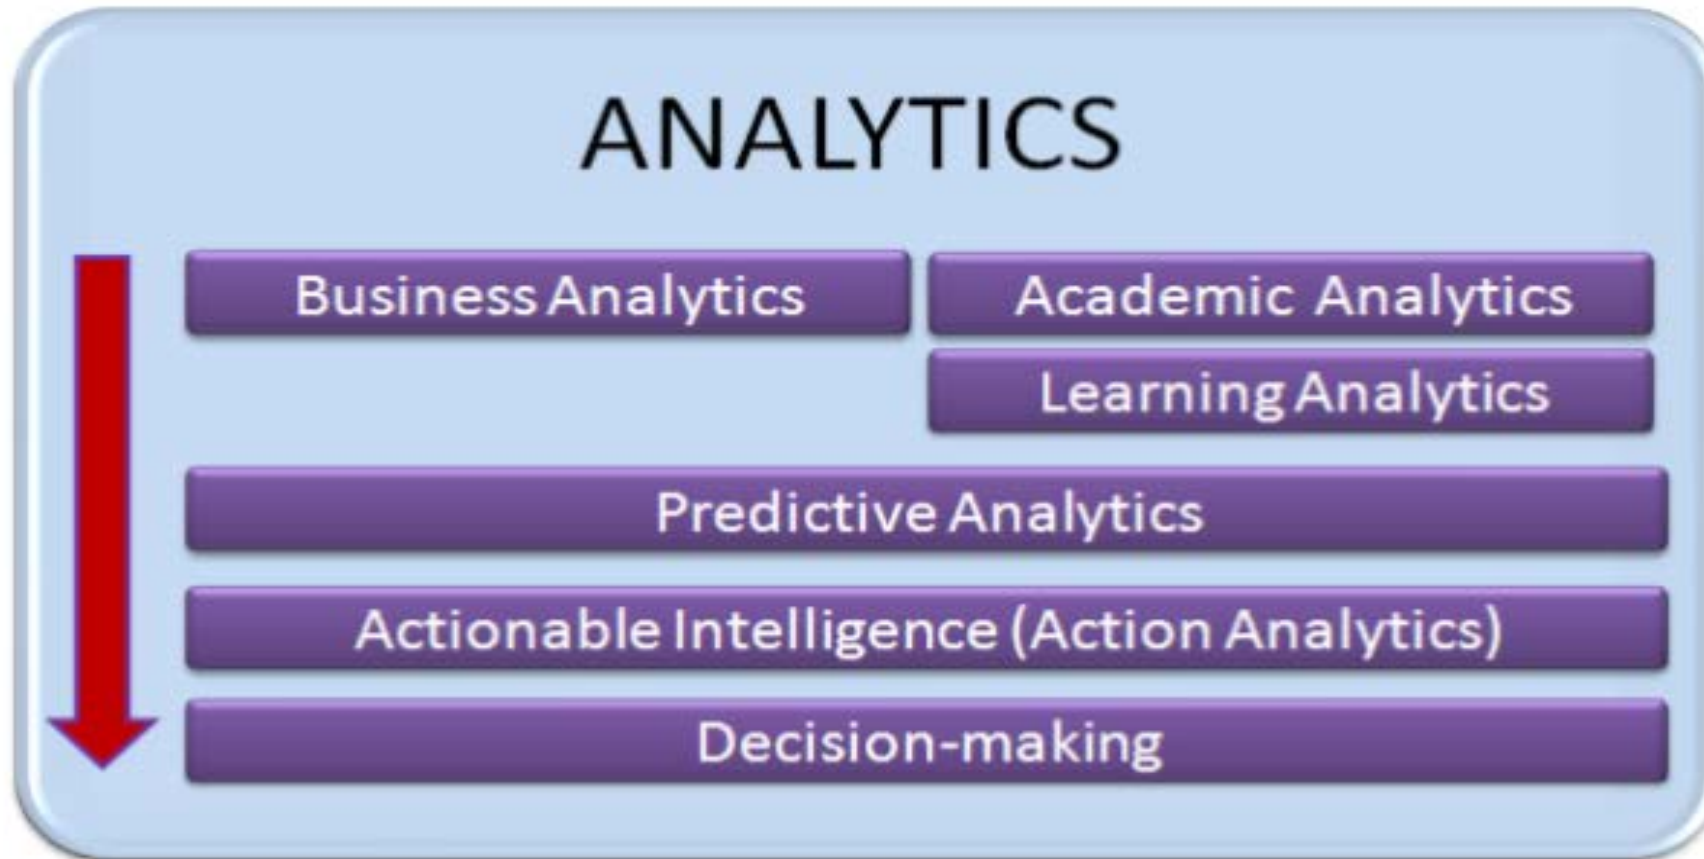 ANALYTICS
Business Analytics
Academic Analytics
Learning Analytics
Predictive Analytics
Actionable Intelligence (Action Analytics)
Decision-making